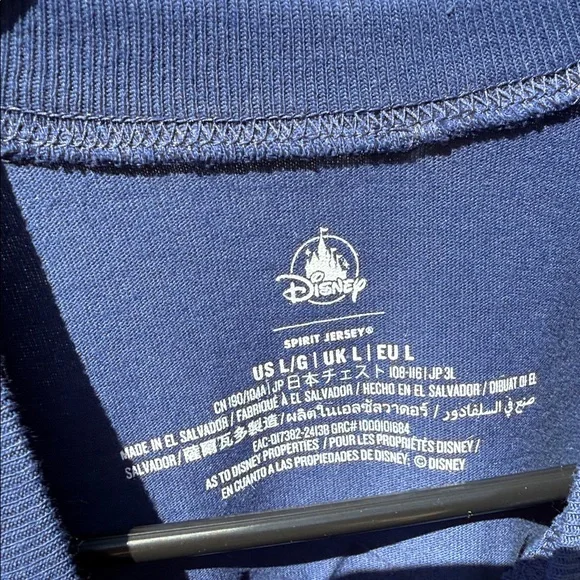 Disney
SPIRIT JERSEY®
US L/G | UK L | EU L
CN 190/104A | JP 日本チェスト 108-116 | JP 3L
MADE IN EL SALVADOR / FABRIQUÉ À EL SALVADOR / HECHO EN EL SALVADOR / DIBUAT DI EL
SALVADOR / 薩爾瓦多製造 / ผลิตในเอลซัลวาดอร์ / صنع في السلفادور
EAC-017382-24138 GRC# 1000101684
AS TO DISNEY PROPERTIES / POUR LES PROPRIÉTÉS DISNEY /
EN CUANTO A LAS PROPIEDADES DE DISNEY: © DISNEY